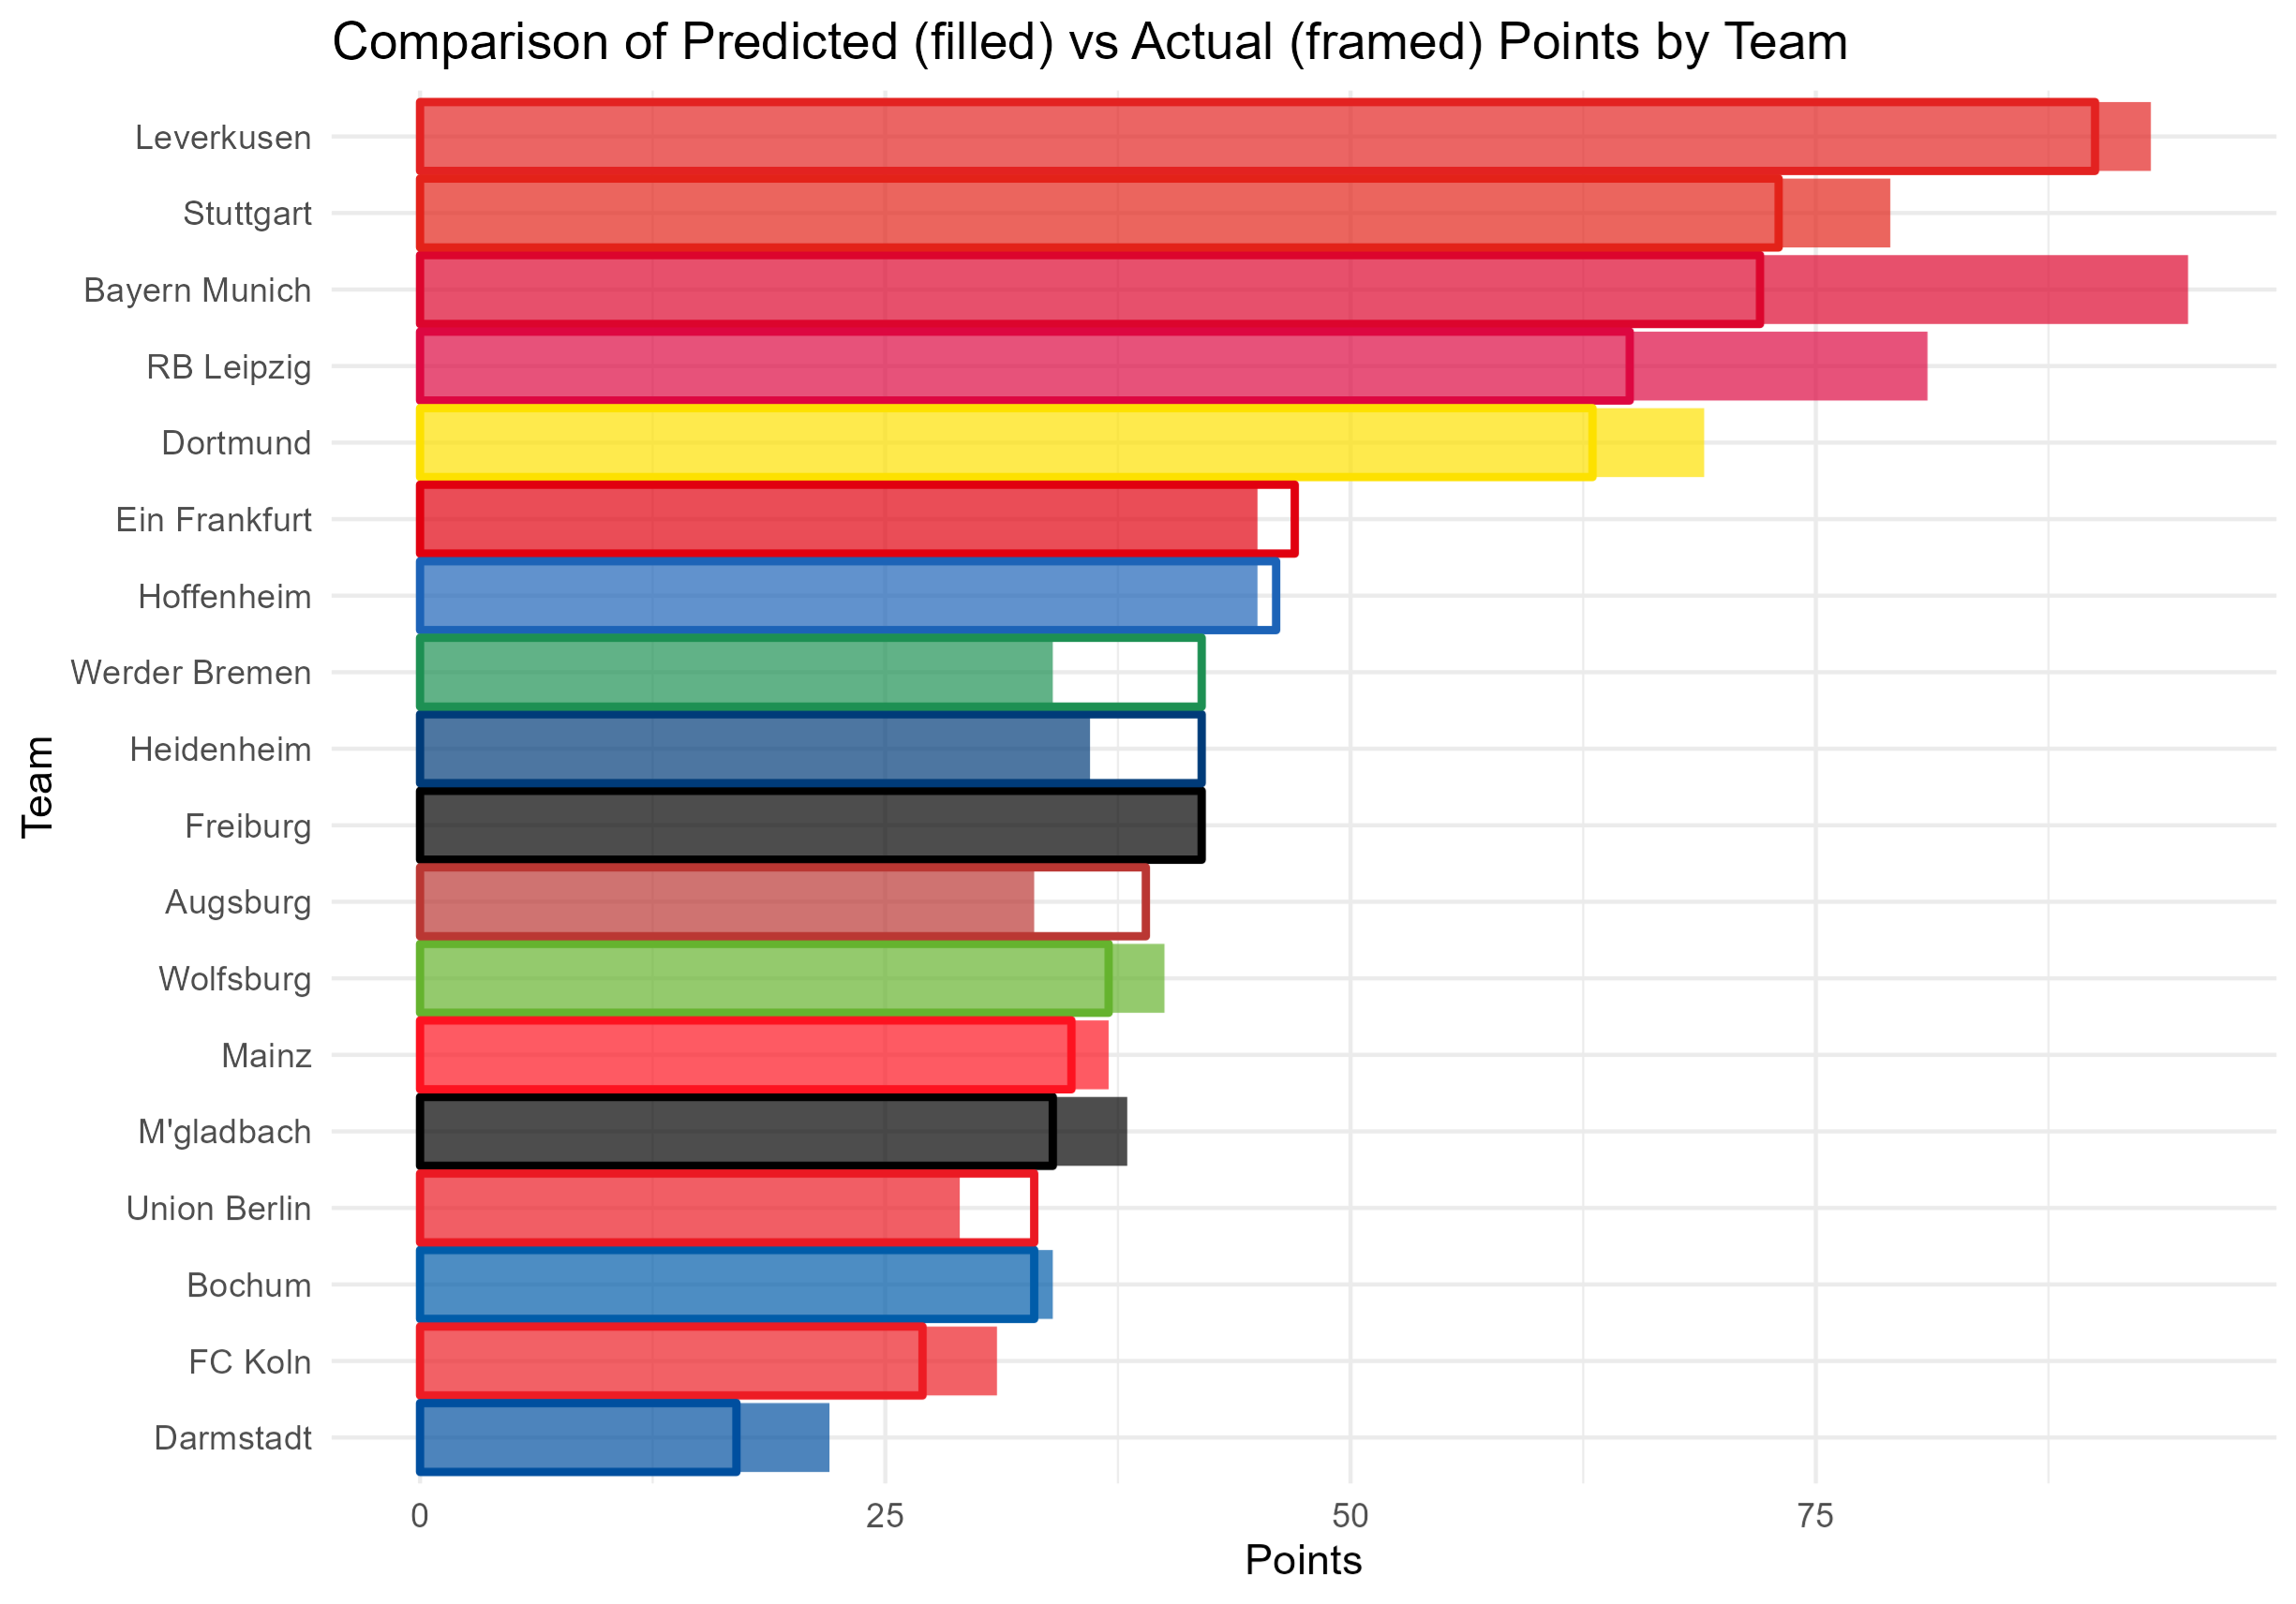 Comparison of Predicted (filled) vs Actual (framed) Points by Team
Leverkusen
Stuttgart
Bayern Munich
RB Leipzig
Dortmund
Ein Frankfurt
Hoffenheim
Werder Bremen
Heidenheim
Freiburg
Augsburg
Wolfsburg
Mainz
M'gladbach
Union Berlin
Bochum
FC Koln
Darmstadt
Team
0 25 50 75
Points